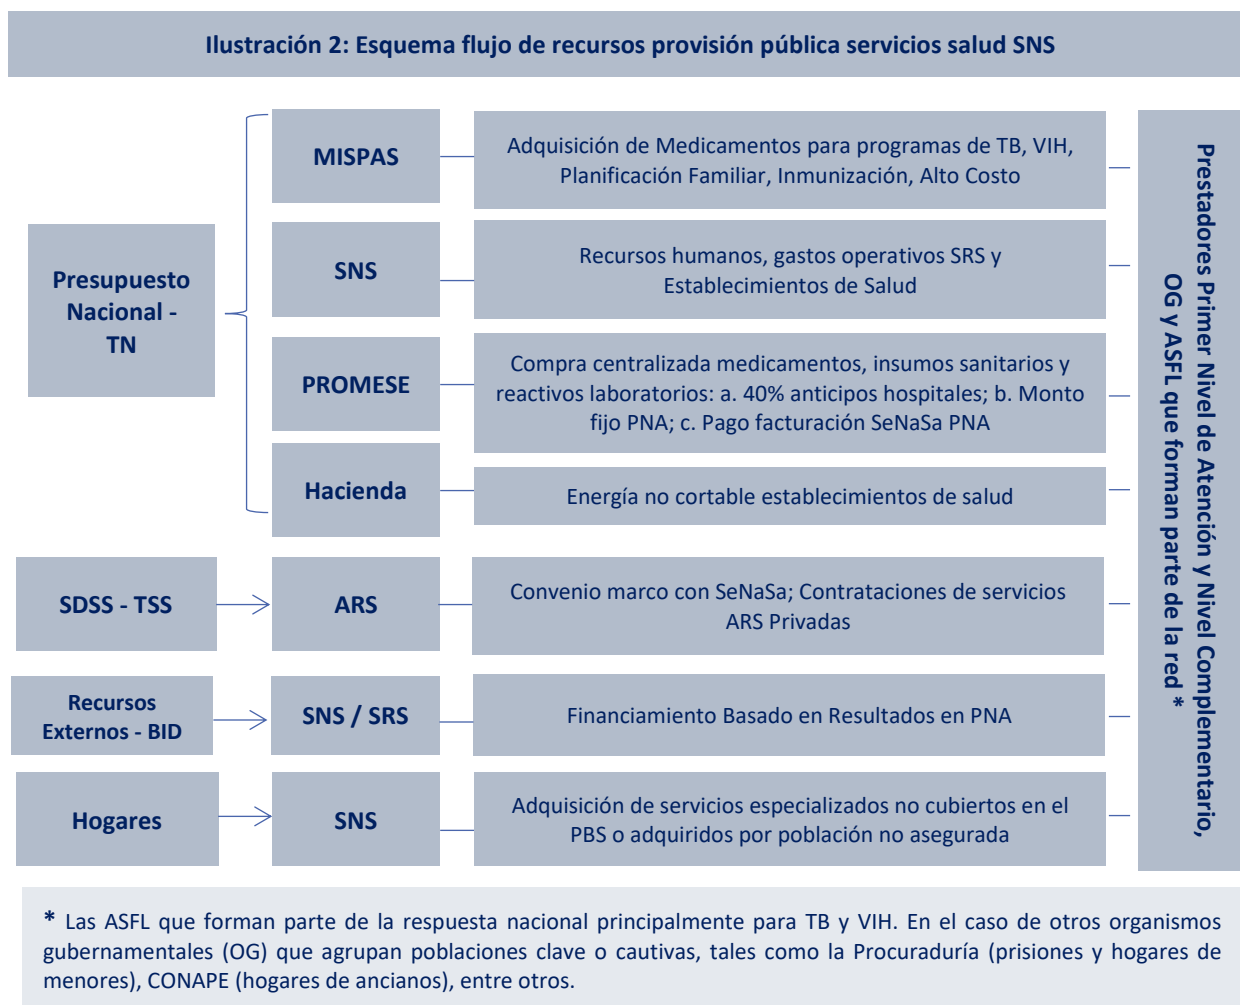 Ilustración 2: Esquema flujo de recursos provisión pública servicios salud SNS
Presupuesto
Nacional -
TN
MISPAS
Adquisición de Medicamentos para programas de TB, VIH,
Planificación Familiar, Inmunización, Alto Costo
SNS
Recursos humanos, gastos operativos SRS y
Establecimientos de Salud
PROMESE
Compra centralizada medicamentos, insumos sanitarios y
reactivos laboratorios: a. 40% anticipos hospitales; b. Monto
fijo PNA; c. Pago facturación SeNaSa PNA
Hacienda
Energía no cortable establecimientos de salud
SDSS - TSS
ARS
Convenio marco con SeNaSa; Contrataciones de servicios
ARS Privadas
Recursos
Externos - BID
SNS / SRS
Financiamiento Basado en Resultados en PNA
Hogares
SNS
Adquisición de servicios especializados no cubiertos en el
PBS o adquiridos por población no asegurada
Prestadores Primer Nivel de Atención y Nivel Complementario,
OG y ASFL que forman parte de la red *
* Las ASFL que forman parte de la respuesta nacional principalmente para TB y VIH. En el caso de otros organismos
gubernamentales (OG) que agrupan poblaciones clave o cautivas, tales como la Procuraduría (prisiones y hogares de
menores), CONAPE (hogares de ancianos), entre otros.